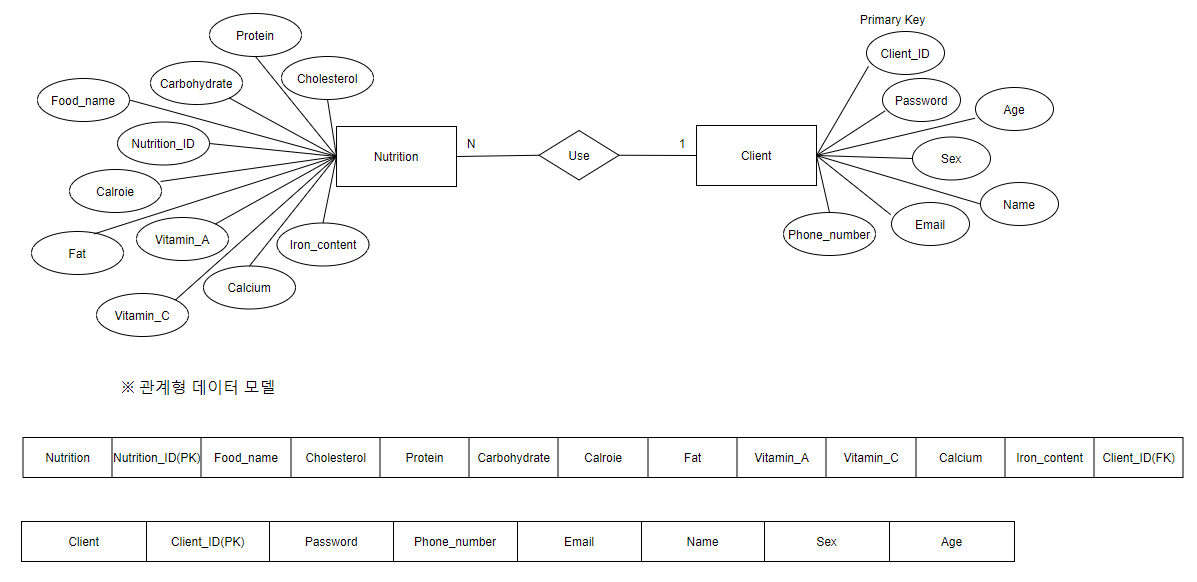 Primary Key
Protein
Client_ID
Cholesterol
Carbohydrate
Food_name
Password
Age
Nutrition_ID
N
1
Nutrition
Use
Client
Sex
Calroie
Name
Email
Phone_number
Vitamin_A
Iron_content
Fat
Calcium
Vitamin_C
※ 관계형 데이터 모델
Nutrition Nutrition_ID(PK) Food_name Cholesterol Protein Carbohydrate Calroie Fat Vitamin_A Vitamin_C Calcium Iron_content Client_ID(FK)
Client Client_ID(PK) Password Phone_number Email Name Sex Age